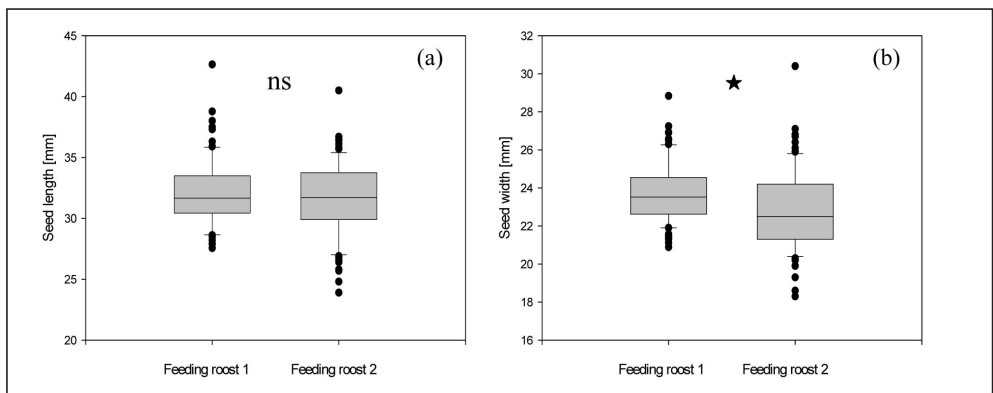 (a)
ns
45
40
35
30
25
20
Seed length [mm]
Feeding roost 1 Feeding roost 2
(b)
★
32
30
28
26
24
22
20
18
16
Seed width [mm]
Feeding roost 1 Feeding roost 2